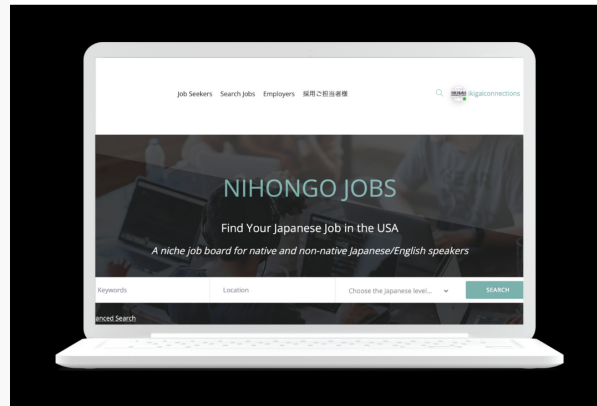 Job Seekers Search Jobs Employers 採用ご担当者様 ikigaiconnections
NIHONGO JOBS
Find Your Japanese Job in the USA
A niche job board for native and non-native Japanese/English speakers
Keywords Location Choose the Japanese level... SEARCH
anced Search